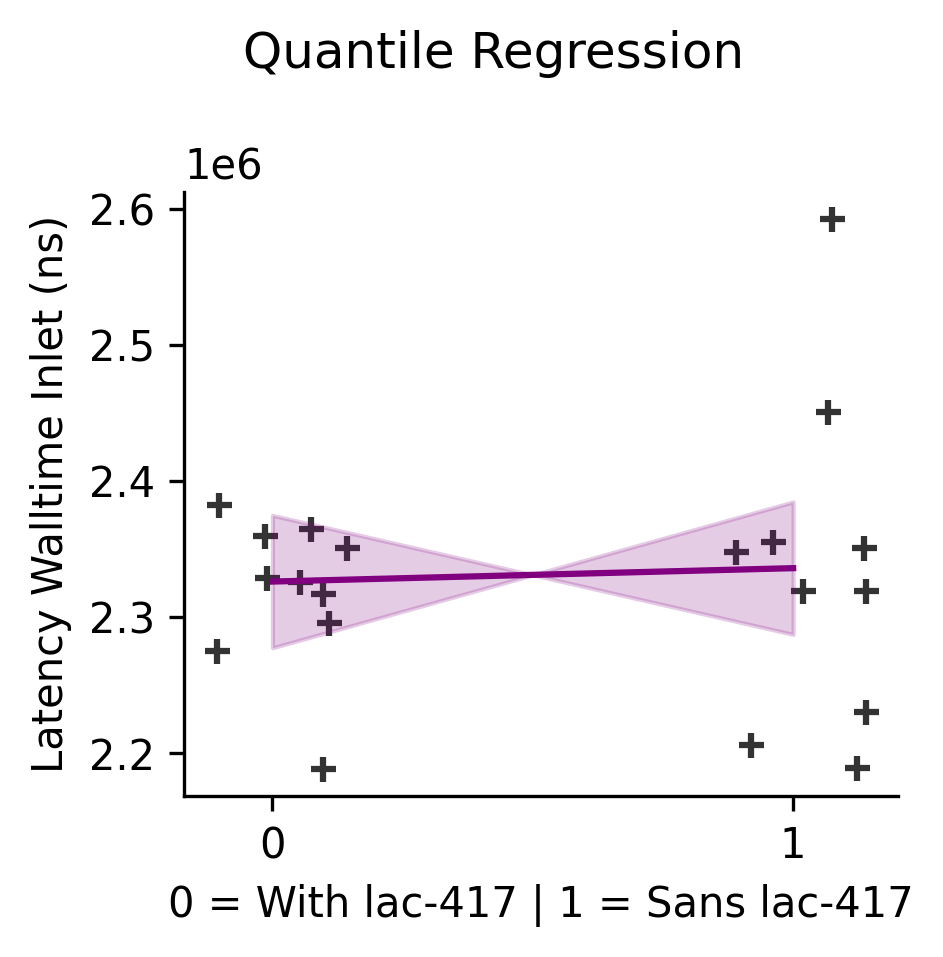 Quantile Regression
1e6
2.6
2.5
2.4
2.3
2.2
Latency Walltime Inlet (ns)
0 1
0 = With lac-417 | 1 = Sans lac-417